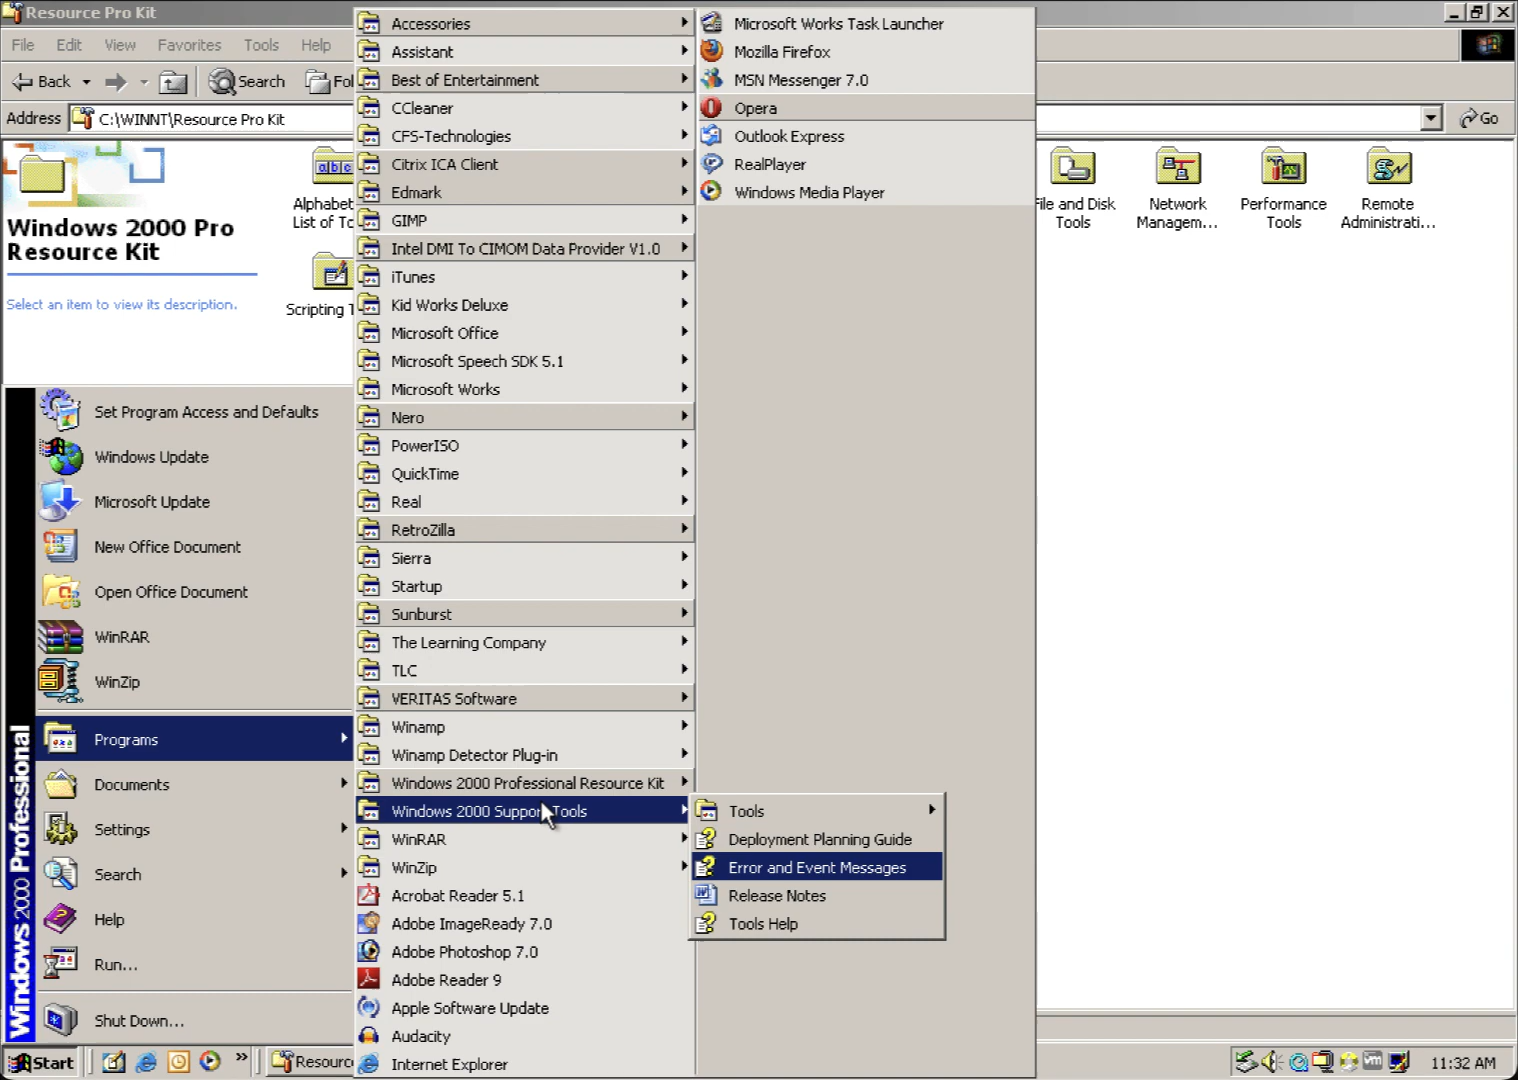 Resource Pro Kit
File Edit View Favorites Tools Help
Back Search
Address C:\WINNT\Resource Pro Kit Go
Windows 2000 Pro
Resource Kit
Select an item to view its description.
File and Disk
Tools
Network
Managem...
Performance
Tools
Remote
Administrati...
Set Program Access and Defaults
Windows Update
Microsoft Update
New Office Document
Open Office Document
WinRAR
WinZip
Programs
Documents
Settings
Search
Help
Run...
Shut Down...
Windows 2000 Professional
Accessories
Assistant
Best of Entertainment
CCleaner
CFS-Technologies
Citrix ICA Client
Edmark
GIMP
Intel DMI To CIMOM Data Provider V1.0
iTunes
Kid Works Deluxe
Microsoft Office
Microsoft Speech SDK 5.1
Microsoft Works
Nero
PowerISO
QuickTime
Real
RetroZilla
Sierra
Startup
Sunburst
The Learning Company
TLC
VERITAS Software
Winamp
Winamp Detector Plug-in
Windows 2000 Professional Resource Kit
Windows 2000 Support Tools
WinRAR
WinZip
Acrobat Reader 5.1
Adobe ImageReady 7.0
Adobe Photoshop 7.0
Adobe Reader 9
Apple Software Update
Audacity
Internet Explorer
Microsoft Works Task Launcher
Mozilla Firefox
MSN Messenger 7.0
Opera
Outlook Express
RealPlayer
Windows Media Player
Tools
Deployment Planning Guide
Error and Event Messages
Release Notes
Tools Help
Start
11:32 AM